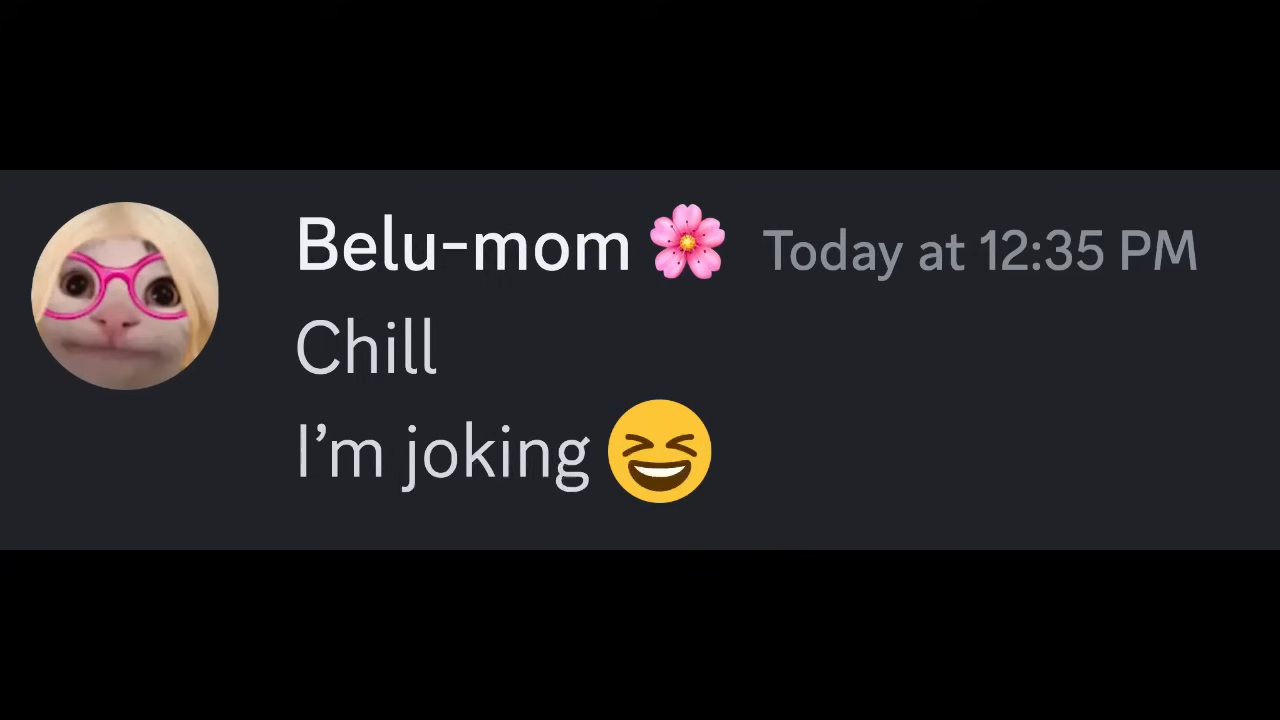 Belu-mom 🌸 Today at 12:35 PM
Chill
I’m joking 😆